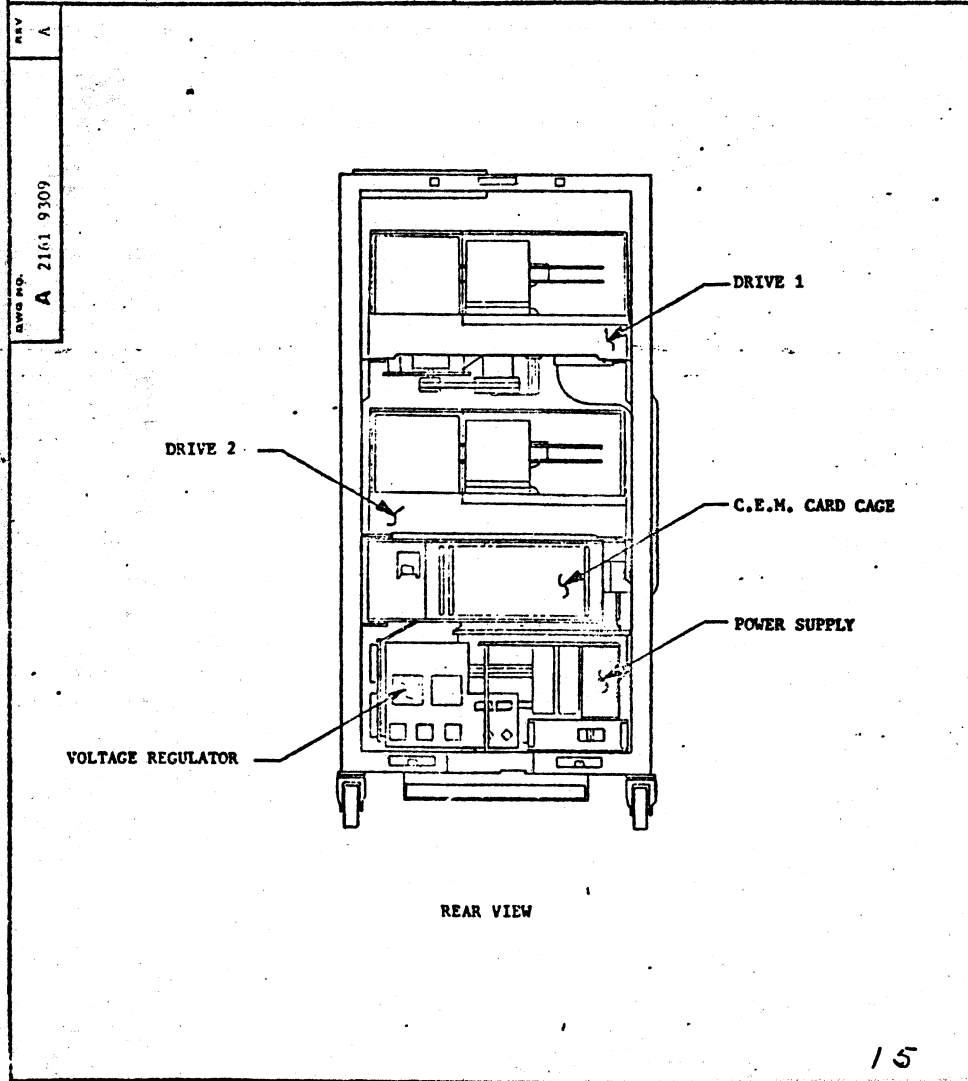 REV
A
DWG NO.
A 2161 9309
DRIVE 1
DRIVE 2
C.E.M. CARD CAGE
POWER SUPPLY
VOLTAGE REGULATOR
REAR VIEW
15